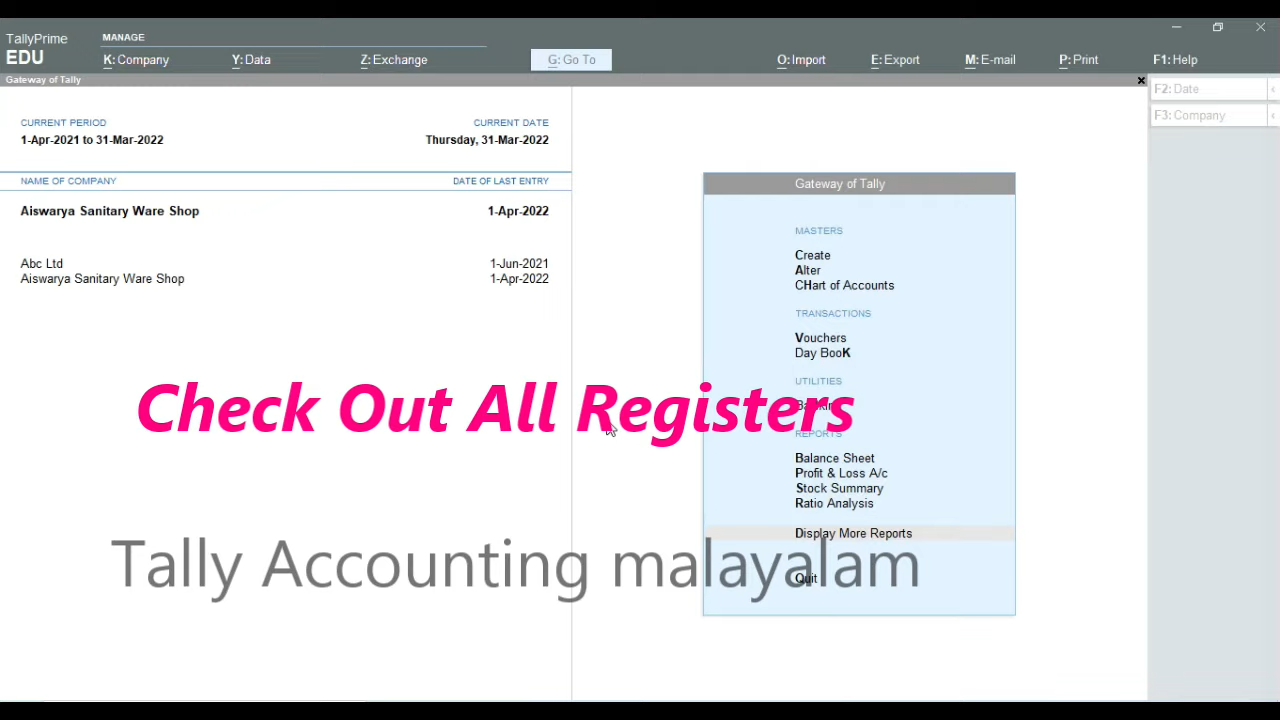 TallyPrime
EDU
MANAGE
K: Company
Y: Data
Z: Exchange
G: Go To
O: Import
E: Export
M: E-mail
P: Print
F1: Help
Gateway of Tally
F2: Date
F3: Company
CURRENT PERIOD
CURRENT DATE
1-Apr-2021 to 31-Mar-2022
Thursday, 31-Mar-2022
NAME OF COMPANY
DATE OF LAST ENTRY
Aiswarya Sanitary Ware Shop
1-Apr-2022
Abc Ltd
1-Jun-2021
Aiswarya Sanitary Ware Shop
1-Apr-2022
Gateway of Tally
MASTERS
Create
Alter
CHart of Accounts
TRANSACTIONS
Vouchers
Day BooK
UTILITIES
REPORTS
Balance Sheet
Profit & Loss A/c
Stock Summary
Ratio Analysis
Display More Reports
Quit
Check Out All Registers
Tally Accounting malayalam